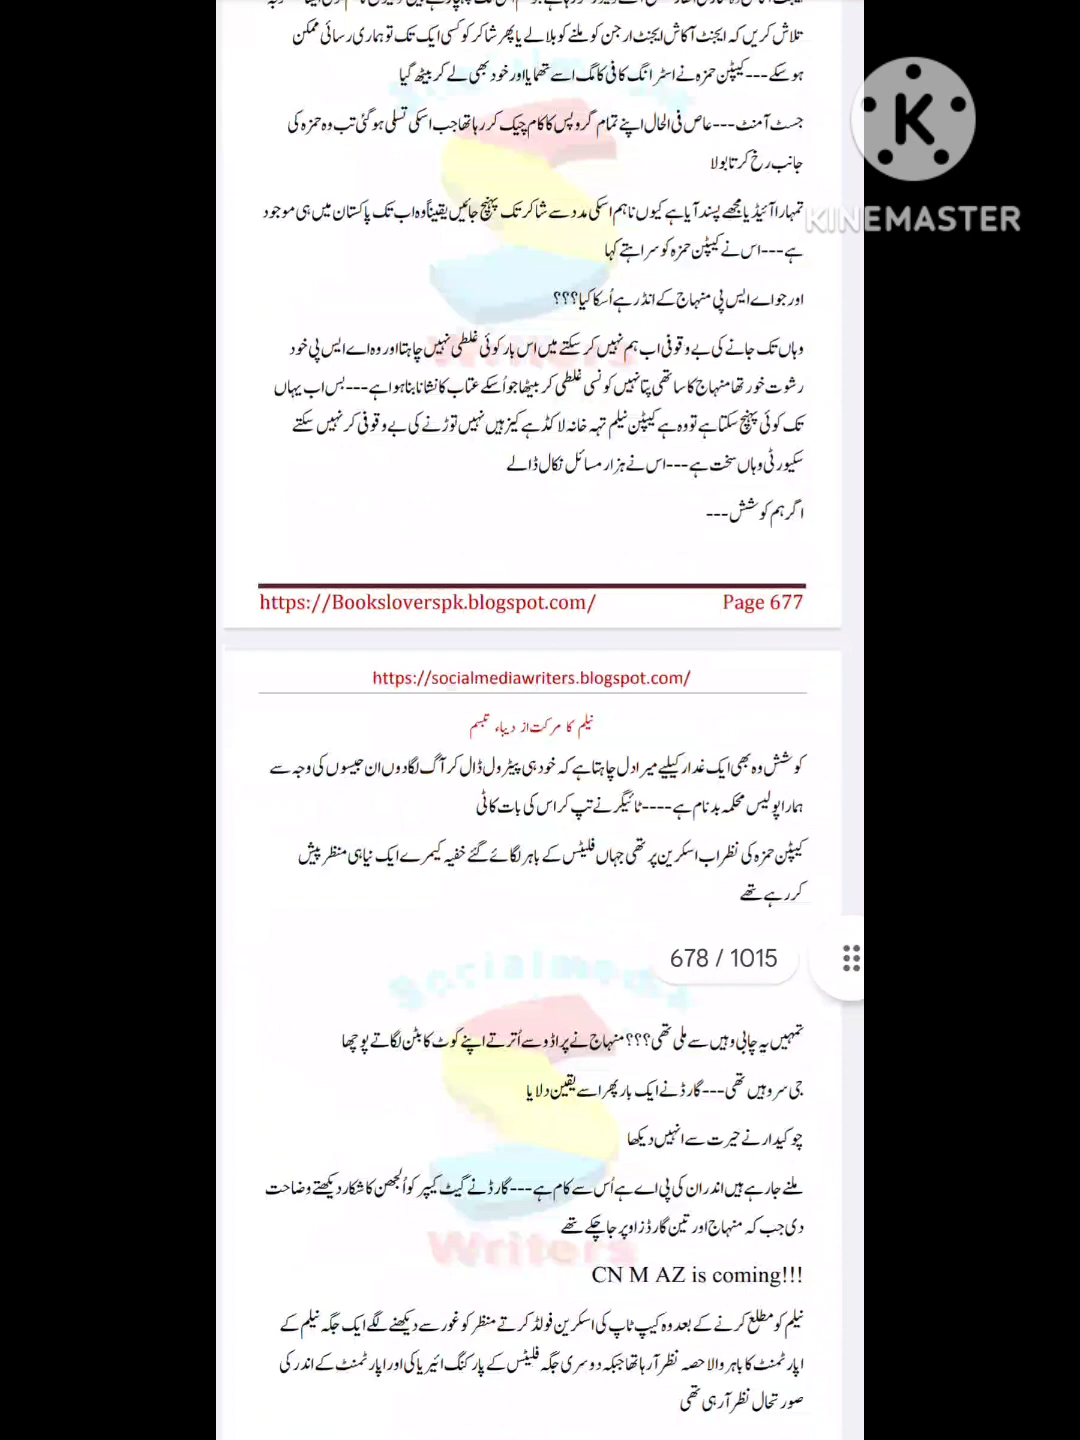 تلاش کریں کہ ایجنٹ آکاش ایجنٹ ارجن کو ملنے کو بلالے یا پھر شاکر کو کسی ایک تک تو ہماری رسائی ممکن
ہو سکے---کیپٹن حمزہ نے اسٹرانگ کافی کا مگ اسے تھمایا اور خود بھی لے کر بیٹھ گیا
جسٹ آ منٹ---عاص فی الحال اپنے تمام گروپس کا کام چیک کر رہا تھا جب اسکی تسلی ہو گئی تب وہ حمزہ کی
جانب رخ کرتا بولا
تمہارا آئیڈیا مجھے پسند آیا ہے کیوں نا ہم اسکی مدد سے شاکر تک پہنچ جائیں یقیناً وہ اب تک پاکستان میں ہی موجود
ہے---اس نے کیپٹن حمزہ کو سراہتے کہا
اور جو اے ایس پی منہاج کے انڈر ہے اُسکا کیا؟؟؟
وہاں تک جانے کی بے وقوفی اب ہم نہیں کر سکتے میں اس بار کوئی غلطی نہیں چاہتا اور وہ اے ایس پی خود
رشوت خور تھا منہاج کا ساتھی پتا نہیں کونسی غلطی کر بیٹھا جو اُسکے عتاب کا نشانا بنا ہوا ہے---بس اب یہاں
تک کوئی پہنچ سکتا ہے تو وہ ہے کیپٹن نیلم تہہ خانہ لاکڈ ہے کیز ہیں نہیں توڑنے کی بے وقوفی کر نہیں سکتے
سکیورٹی وہاں سخت ہے---اس نے ہزار مسائل نکال ڈالے
اگر ہم کوشش---
https://Booksloverspk.blogspot.com/ Page 677
https://socialmediawriters.blogspot.com/
نیلم کا مرکت از دیباء تبسم
کوشش وہ بھی ایک غدار کیلیے میرا دل چاہتا ہے کہ خود ہی پیٹرول ڈال کر آگ لگا دوں ان جیسوں کی وجہ سے
ہمارا پولیس محکمہ بدنام ہے----ٹائیگر نے تپ کر اس کی بات کاٹی
کیپٹن حمزہ کی نظر اب اسکرین پر تھی جہاں فلیٹس کے باہر لگائے گئے خفیہ کیمرے ایک نیا ہی منظر پیش
کر رہے تھے
678 / 1015
تمہیں یہ چابی وہیں سے ملی تھی؟؟؟ منہاج نے پراڈو سے اُترتے اپنے کوٹ کا بٹن لگاتے پوچھا
جی سر وہیں تھی---گارڈ نے ایک بار پھر اسے یقین دلایا
چوکیدار نے حیرت سے انہیں دیکھا
ملنے جا رہے ہیں اندر ان کی پی اے ہے اُس سے کام ہے---گارڈ نے گیٹ کیپر کو اُلجھن کا شکار دیکھتے وضاحت
دی جب کہ منہاج اور تین گارڈز اوپر جا چکے تھے
CN M AZ is coming!!!
نیلم کو مطلع کرنے کے بعد وہ کیپ ٹاپ کی اسکرین فولڈ کرتے منظر کو غور سے دیکھنے لگے ایک جگہ نیلم کے
اپارٹمنٹ کا باہر والا حصہ نظر آ رہا تھا جبکہ دوسری جگہ فلیٹس کے پارکنگ ائیریا کی اور اپارٹمنٹ کے اندر کی
صورتحال نظر آ رہی تھی
K
KINEMASTER
Socialmedia
Writers
Socialmedia
Writers